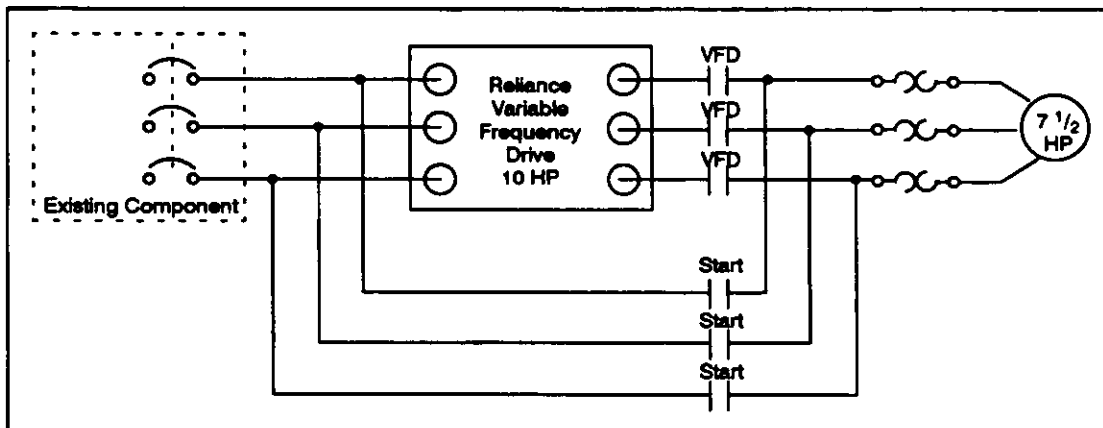 VFD
VFD
VFD
Reliance
Variable
Frequency
Drive
10 HP
7 1/2
HP
Existing Component
Start
Start
Start